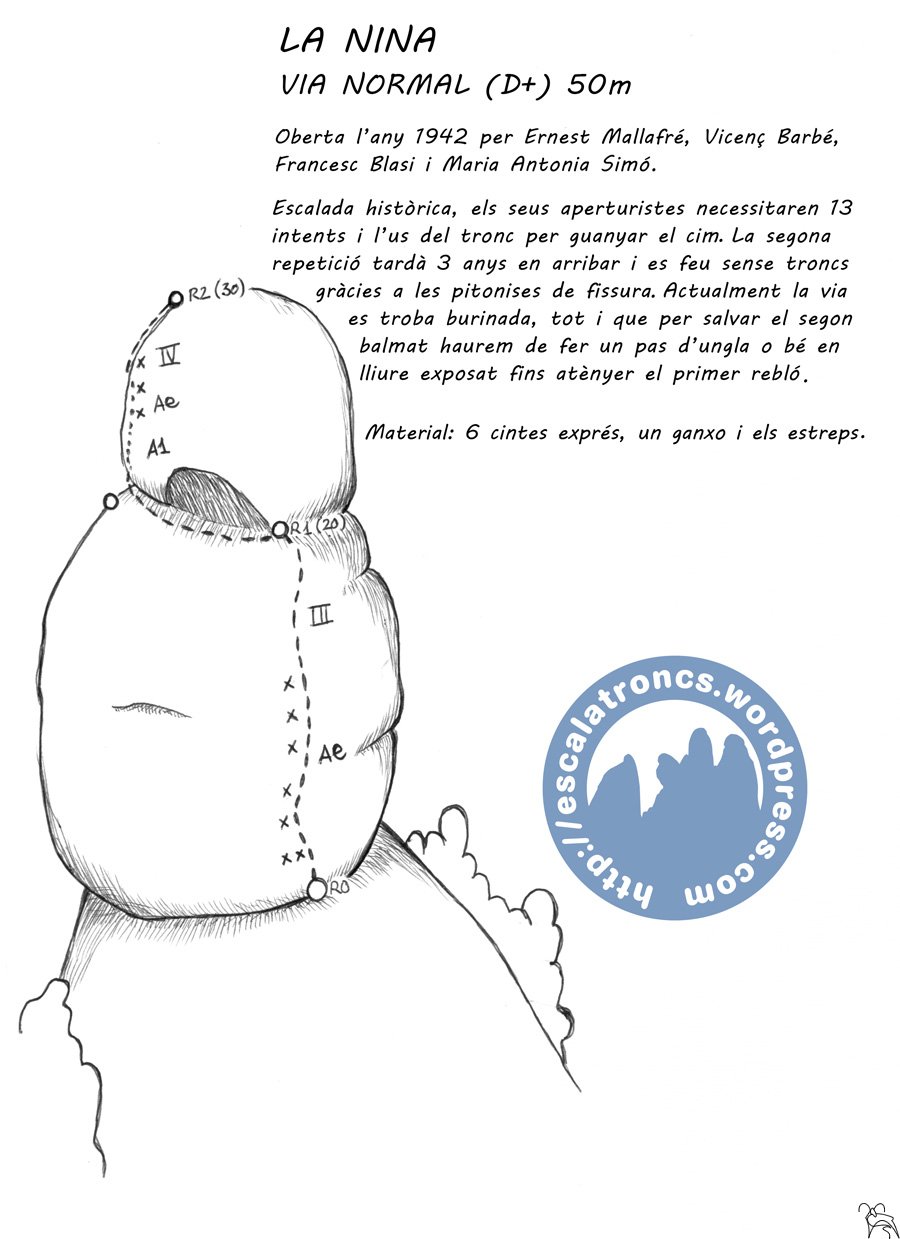 LA NINA
VIA NORMAL (D+) 50m
Oberta l'any 1942 per Ernest Mallafré, Vicenç Barbé,
Francesc Blasi i Maria Antonia Simó.
Escalada històrica, els seus aperturistes necessitaren 13
intents i l'us del tronc per guanyar el cim. La segona
repetició tardà 3 anys en arribar i es feu sense troncs
gràcies a les pitonises de fissura. Actualment la via
es troba burinada, tot i que per salvar el segon
balmat haurem de fer un pas d'ungla o bé en
lliure exposat fins atènyer el primer rebló.
Material: 6 cintes exprés, un ganxo i els estreps.
R2 (30)
IV
Ae
A1
R1 (20)
III
Ae
R0
http://escalatroncs.wordpress.com